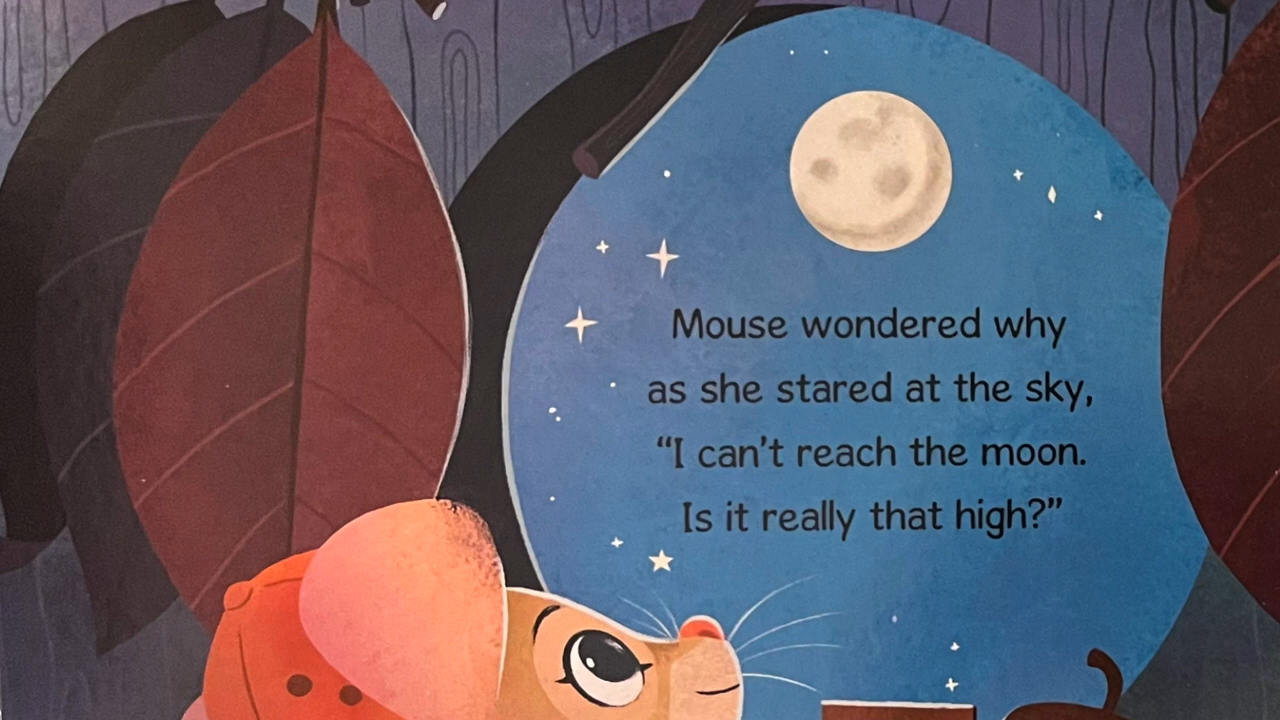 Mouse wondered why
as she stared at the sky,
“I can’t reach the moon.
Is it really that high?”